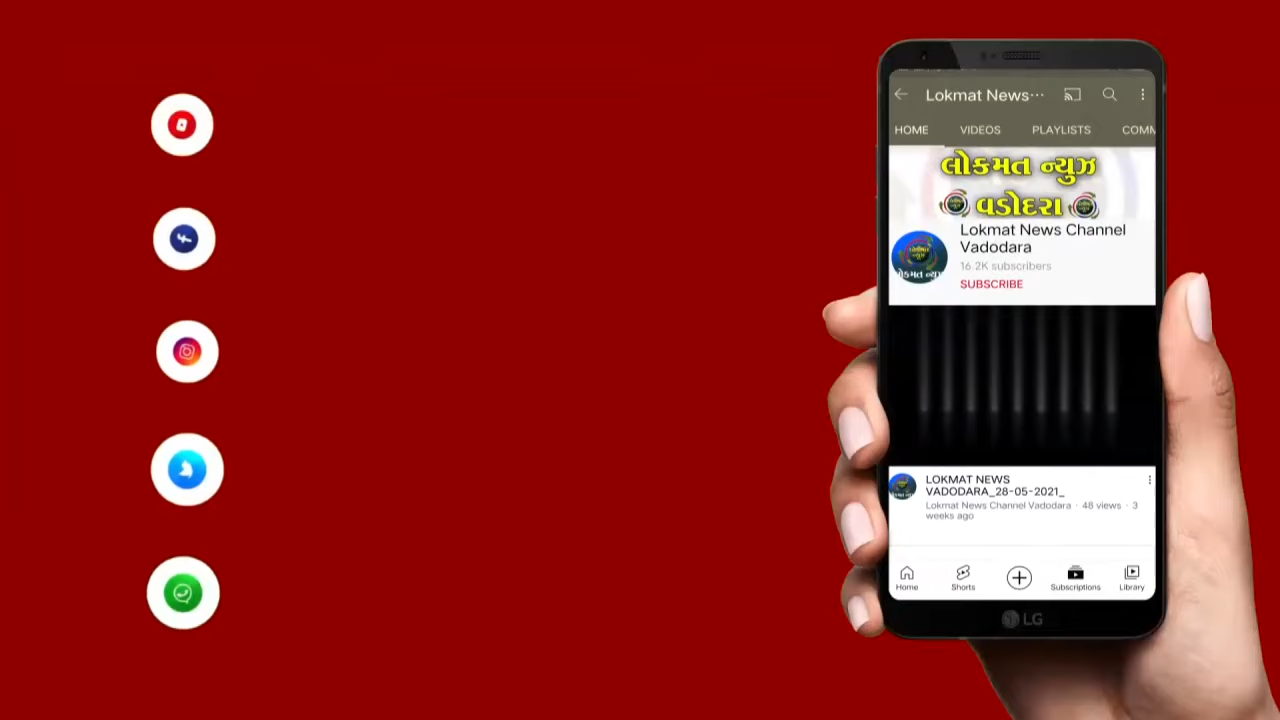 Lokmat News···
HOME VIDEOS PLAYLISTS COMM
લોકમત ન્યુઝ
વડોદરા
Lokmat News Channel
Vadodara
16.2K subscribers
SUBSCRIBE
LOKMAT NEWS
VADODARA_28-05-2021_
Lokmat News Channel Vadodara · 48 views · 3
weeks ago
Home Shorts Subscriptions Library
LG